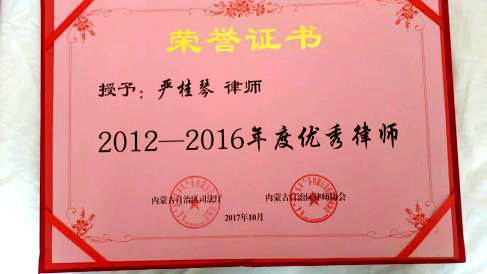 荣誉证书
授予：严桂琴 律师
2012—2016年度优秀律师
内蒙古自治区司法厅 内蒙古自治区律师协会
2017年10月